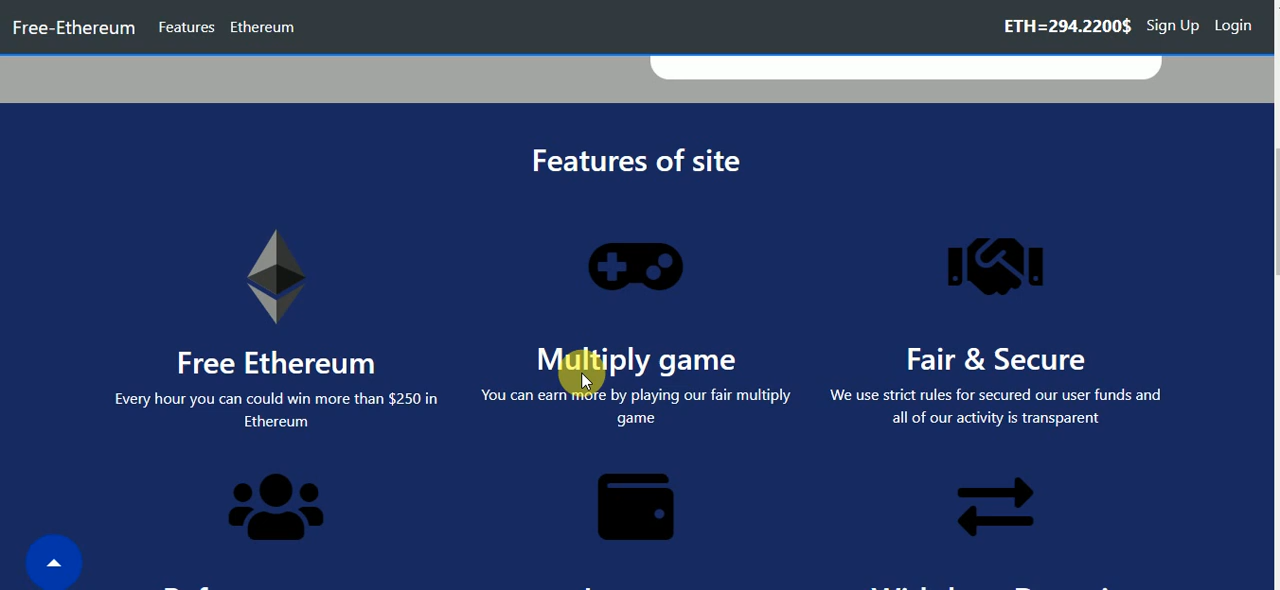 Free-Ethereum Features Ethereum ETH=294.2200$ Sign Up Login
Features of site
Free Ethereum
Every hour you can could win more than $250 in
Ethereum
Multiply game
You can earn more by playing our fair multiply
game
Fair & Secure
We use strict rules for secured our user funds and
all of our activity is transparent